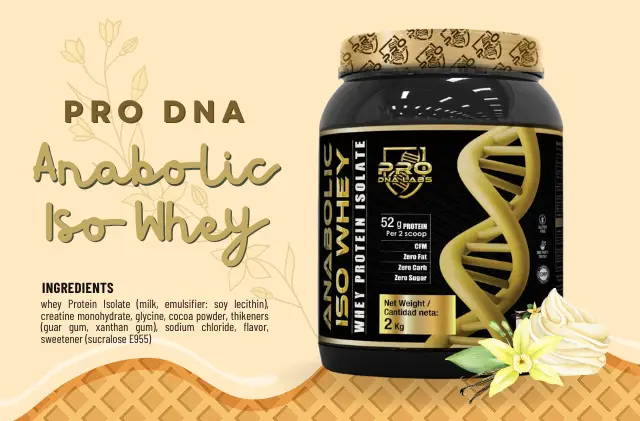 PRO DNA
Anabolic
Iso Whey
INGREDIENTS
whey Protein Isolate (milk, emulsifier: soy lecithin),
creatine monohydrate, glycine, cocoa powder, thikeners
(guar gum, xanthan gum), sodium chloride, flavor,
sweetener (sucralose E955)
ANABOLIC
ISO WHEY
WHEY PROTEIN ISOLATE
PRO
DNA LABS
52 g PROTEIN
Per 2 scoop
CFM
Zero Fat
Zero Carb
Zero Sugar
Net Weight /
Cantidad neta:
2 Kg